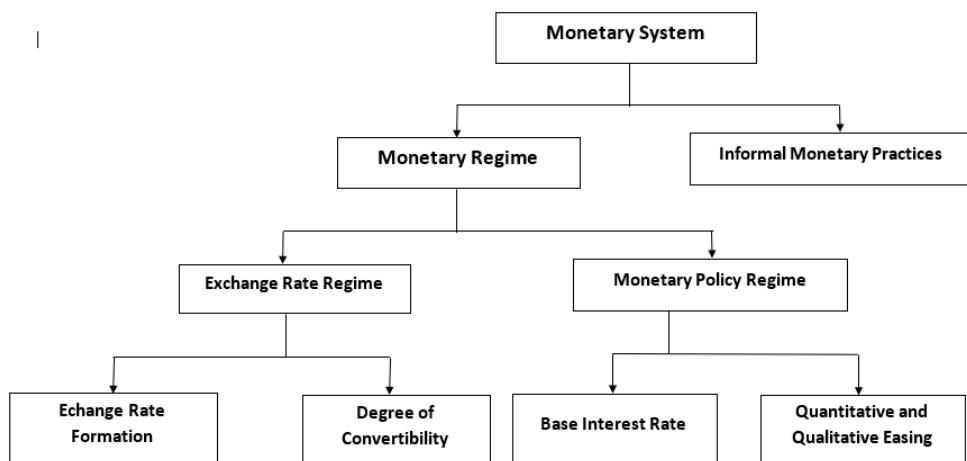 Monetary System
Monetary Regime
Informal Monetary Practices
Exchange Rate Regime
Monetary Policy Regime
Echange Rate
Formation
Degree of
Convertibility
Base Interest Rate
Quantitative and
Qualitative Easing